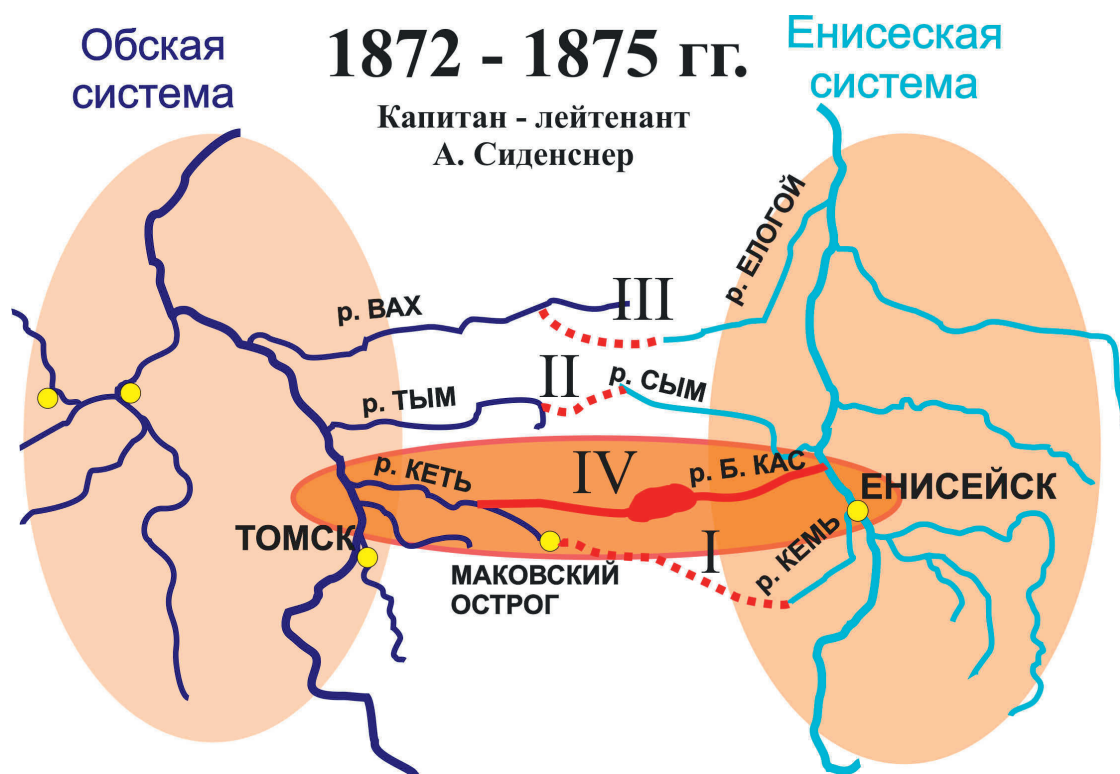 Обская
система
1872 - 1875 гг.
Капитан - лейтенант
А. Сиденснер
Енисеская
система
р. ЕЛОГОЙ
III
р. ВАХ
II
р. СЫМ
р. ТЫМ
р. КЕТЬ
IV
р. Б. КАС
ЕНИСЕЙСК
ТОМСК
I
р. КЕМЬ
МАКОВСКИЙ
ОСТРОГ